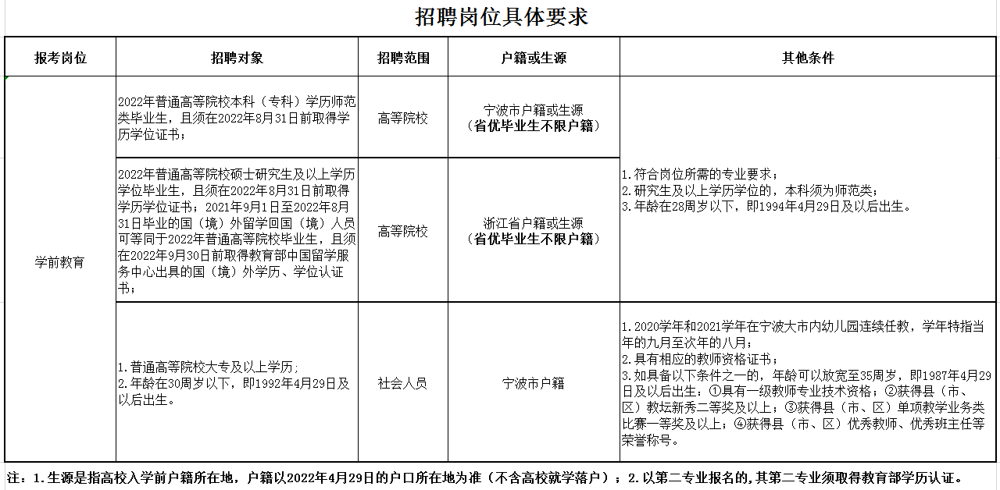 招聘岗位具体要求
报考岗位
招聘对象
招聘范围
户籍或生源
其他条件
学前教育
2022年普通高等院校本科（专科）学历师范
类毕业生，且须在2022年8月31日前取得学
历学位证书；
高等院校
宁波市户籍或生源
（省优毕业生不限户籍）
1.符合岗位所需的专业要求；
2.研究生及以上学历学位的，本科须为师范类；
3.年龄在28周岁以下，即1994年4月29日及以后出生。
2022年普通高等院校硕士研究生及以上学历
学位毕业生，且须在2022年8月31日前取得
学历学位证书；2021年9月1日至2022年8月
31日毕业的国（境）外留学回国（境）人员
可等同于2022年普通高等院校毕业生，且须
在2022年9月30日前取得教育部中国留学服
务中心出具的国（境）外学历、学位认证
书；
高等院校
浙江省户籍或生源
（省优毕业生不限户籍）
1.普通高等院校大专及以上学历；
2.年龄在30周岁以下，即1992年4月29日及
以后出生。
社会人员
宁波市户籍
1.2020学年和2021学年在宁波大市内幼儿园连续任教，学年特指当
年的九月至次年的八月；
2.具有相应的教师资格证书；
3.如具备以下条件之一的，年龄可以放宽至35周岁，即1987年4月29
日及以后出生：①具有一级教师专业技术资格；②获得县（市、
区）教坛新秀二等奖及以上；③获得县（市、区）单项教学业务类
比赛一等奖及以上；④获得县（市、区）优秀教师、优秀班主任等
荣誉称号。
注：1.生源是指高校入学前户籍所在地，户籍以2022年4月29日的户口所在地为准（不含高校就学落户）；2.以第二专业报名的,其第二专业须取得教育部学历认证。